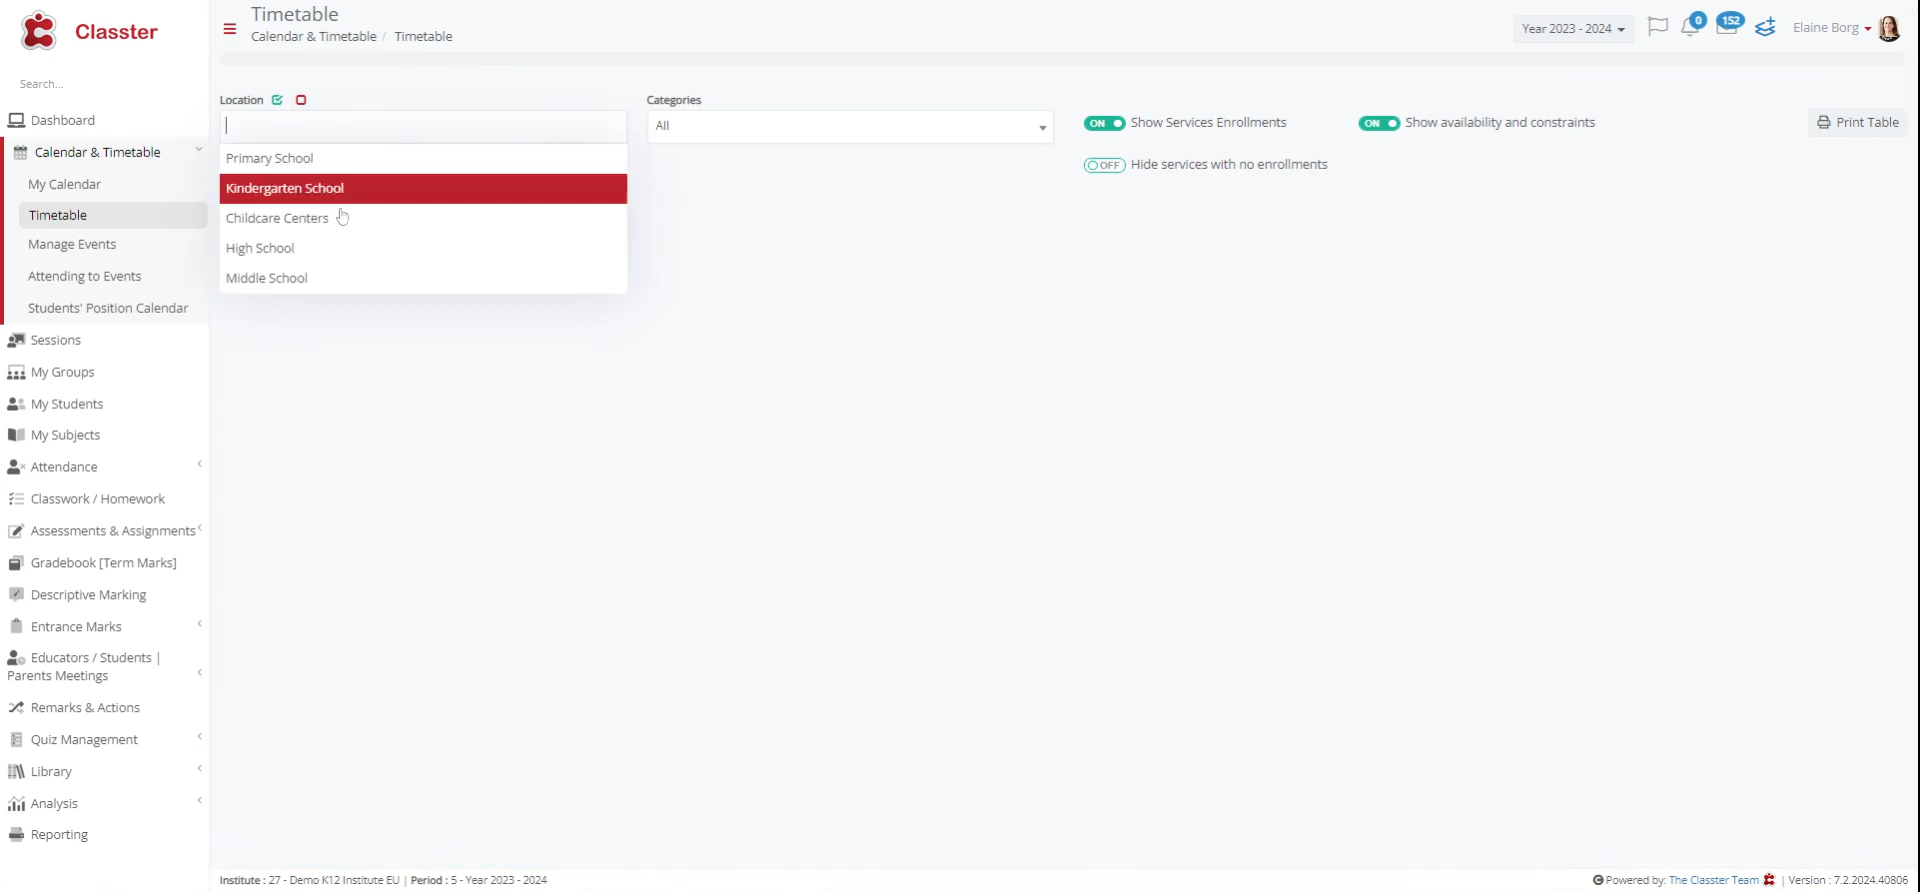 Classter
Search...
Dashboard
Calendar & Timetable
My Calendar
Timetable
Manage Events
Attending to Events
Students' Position Calendar
Sessions
My Groups
My Students
My Subjects
Attendance
Classwork / Homework
Assessments & Assignments
Gradebook [Term Marks]
Descriptive Marking
Entrance Marks
Educators / Students |
Parents Meetings
Remarks & Actions
Quiz Management
Library
Analysis
Reporting
Timetable
Calendar & Timetable / Timetable
Year 2023 - 2024
0
152
Elaine Borg
Location
Primary School
Kindergarten School
Childcare Centers
High School
Middle School
Categories
All
ON Show Services Enrollments
ON Show availability and constraints
OFF Hide services with no enrollments
Print Table
Institute : 27 - Demo K12 Institute EU | Period : 5 - Year 2023 - 2024
Powered by: The Classter Team | Version : 7.2.2024.40806